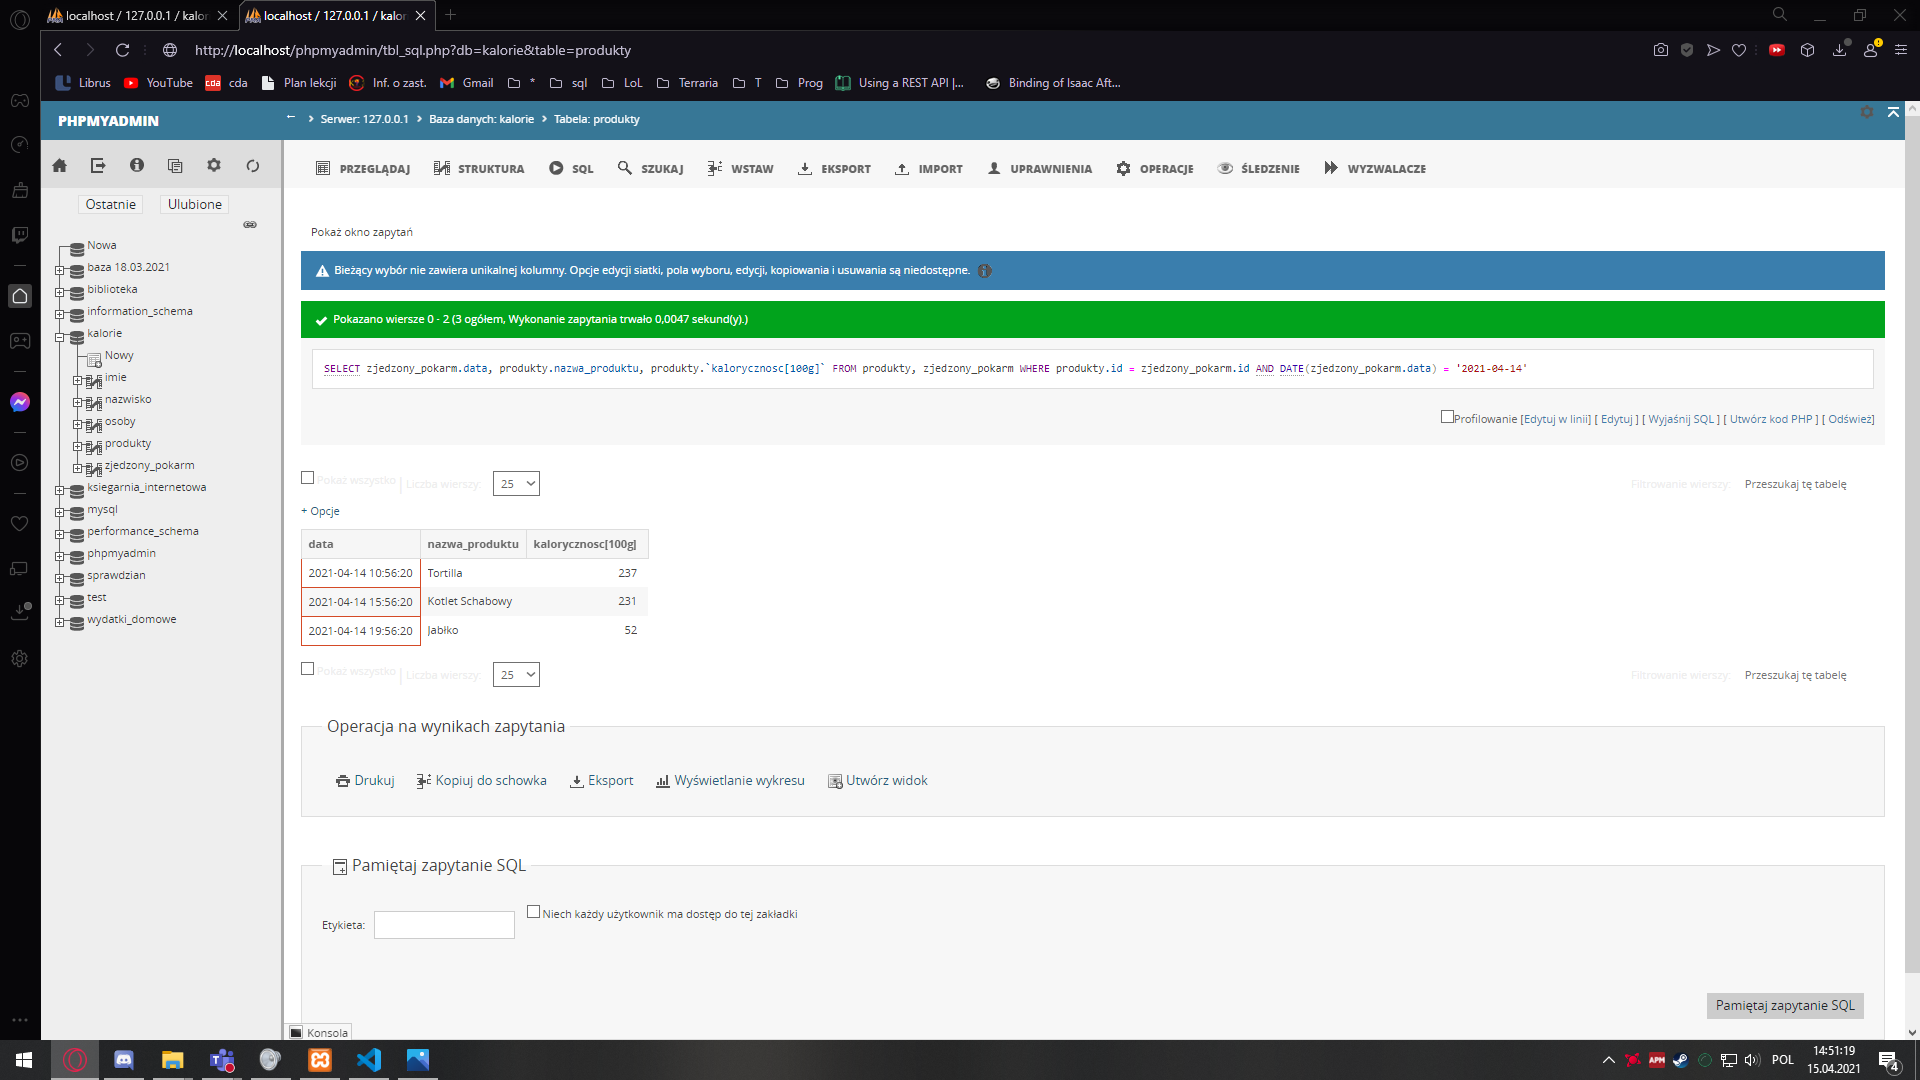 localhost / 127.0.0.1 / kalor
localhost / 127.0.0.1 / kalor
http://localhost/phpmyadmin/tbl_sql.php?db=kalorie&table=produkty
Librus YouTube cda cda Plan lekcji Inf. o zast. Gmail * sql LoL Terraria T Prog Using a REST API |... Binding of Isaac Aft...
PHPMYADMIN
Serwer: 127.0.0.1 Baza danych: kalorie Tabela: produkty
PRZEGLĄDAJ STRUKTURA SQL SZUKAJ WSTAW EKSPORT IMPORT UPRAWNIENIA OPERACJE ŚLEDZENIE WYZWALACZE
Ostatnie Ulubione
Nowa
baza 18.03.2021
biblioteka
information_schema
kalorie
Nowy
imie
nazwisko
osoby
produkty
zjedzony_pokarm
ksiegarnia_internetowa
mysql
performance_schema
phpmyadmin
sprawdzian
test
wydatki_domowe
Pokaż okno zapytań
Bieżący wybór nie zawiera unikalnej kolumny. Opcje edycji siatki, pola wyboru, edycji, kopiowania i usuwania są niedostępne.
Pokazano wiersze 0 - 2 (3 ogółem, Wykonanie zapytania trwało 0,0047 sekund(y).)
SELECT zjedzony_pokarm.data, produkty.nazwa_produktu, produkty.`kalorycznosc[100g]` FROM produkty, zjedzony_pokarm WHERE produkty.id = zjedzony_pokarm.id AND DATE(zjedzony_pokarm.data) = '2021-04-14'
Profilowanie [Edytuj w linii] [ Edytuj ] [ Wyjaśnij SQL ] [ Utwórz kod PHP ] [ Odśwież]
Pokaż wszystko | Liczba wierszy: 25 Filtrowanie wierszy: Przeszukaj tę tabelę
+ Opcje
data nazwa_produktu kalorycznosc[100g]
2021-04-14 10:56:20 Tortilla 237
2021-04-14 15:56:20 Kotlet Schabowy 231
2021-04-14 19:56:20 Jabłko 52
Pokaż wszystko | Liczba wierszy: 25 Filtrowanie wierszy: Przeszukaj tę tabelę
Operacja na wynikach zapytania
Drukuj Kopiuj do schowka Eksport Wyświetlanie wykresu Utwórz widok
Pamiętaj zapytanie SQL
Etykieta: Niech każdy użytkownik ma dostęp do tej zakładki
Pamiętaj zapytanie SQL
Konsola
APM POL 14:51:19
15.04.2021 4